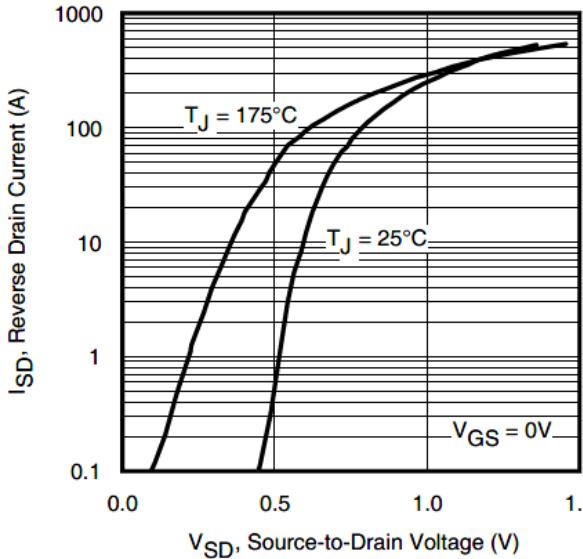 1000
100
10
1
0.1
I_SD, Reverse Drain Current (A)
T_J = 175°C
T_J = 25°C
V_GS = 0V
0.0 0.5 1.0 1.
V_SD, Source-to-Drain Voltage (V)